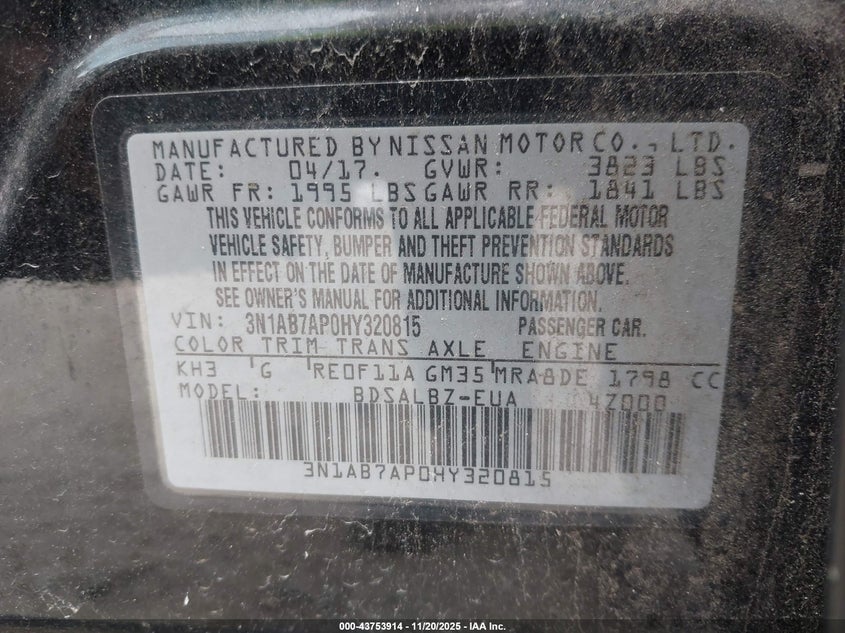 MANUFACTURED BY NISSAN MOTOR CO., LTD.
DATE: 04/17. GVWR: 3823 LBS
GAWR FR: 1995 LBS GAWR RR: 1841 LBS
THIS VEHICLE CONFORMS TO ALL APPLICABLE FEDERAL MOTOR
VEHICLE SAFETY, BUMPER AND THEFT PREVENTION STANDARDS
IN EFFECT ON THE DATE OF MANUFACTURE SHOWN ABOVE.
SEE OWNER'S MANUAL FOR ADDITIONAL INFORMATION.
VIN: 3N1AB7AP0HY320815 PASSENGER CAR.
COLOR TRIM TRANS AXLE ENGINE
KH3 G RE0F11A GM35 MRA8DE 1798 CC
MODEL: BDSALBZ-EUA 4Z000
3N1AB7AP0HY320815
000-43753914 - 11/20/2025 - IAA Inc.